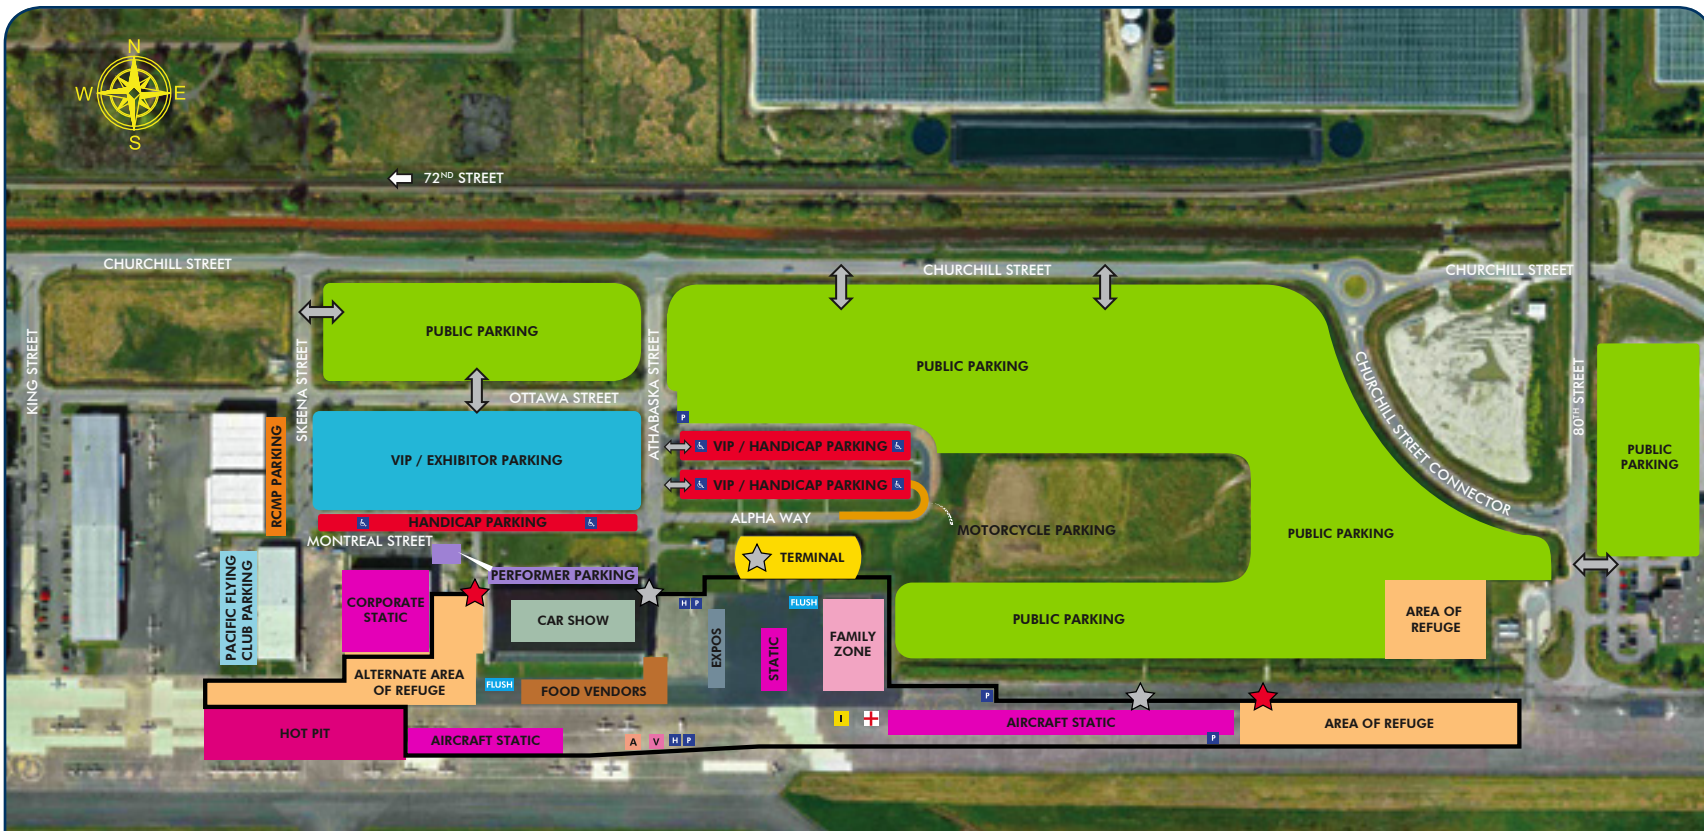 N
W E
S
72ND STREET
CHURCHILL STREET
CHURCHILL STREET
CHURCHILL STREET
KING STREET
SKEENA STREET
PUBLIC PARKING
ATHABASKA STREET
PUBLIC PARKING
CHURCHILL STREET CONNECTOR
80TH STREET
PUBLIC
PARKING
OTTAWA STREET
P
RCMP PARKING
VIP / EXHIBITOR PARKING
VIP / HANDICAP PARKING
VIP / HANDICAP PARKING
HANDICAP PARKING
ALPHA WAY
MOTORCYCLE PARKING
PUBLIC PARKING
MONTREAL STREET
PACIFIC FLYING
CLUB PARKING
PERFORMER PARKING
TERMINAL
CORPORATE
STATIC
CAR SHOW
H P
FLUSH
EXPOS
STATIC
FAMILY
ZONE
PUBLIC PARKING
AREA OF
REFUGE
ALTERNATE AREA
OF REFUGE
FLUSH
FOOD VENDORS
P
HOT PIT
AIRCRAFT STATIC
A V H P
I
AIRCRAFT STATIC
P
AREA OF REFUGE